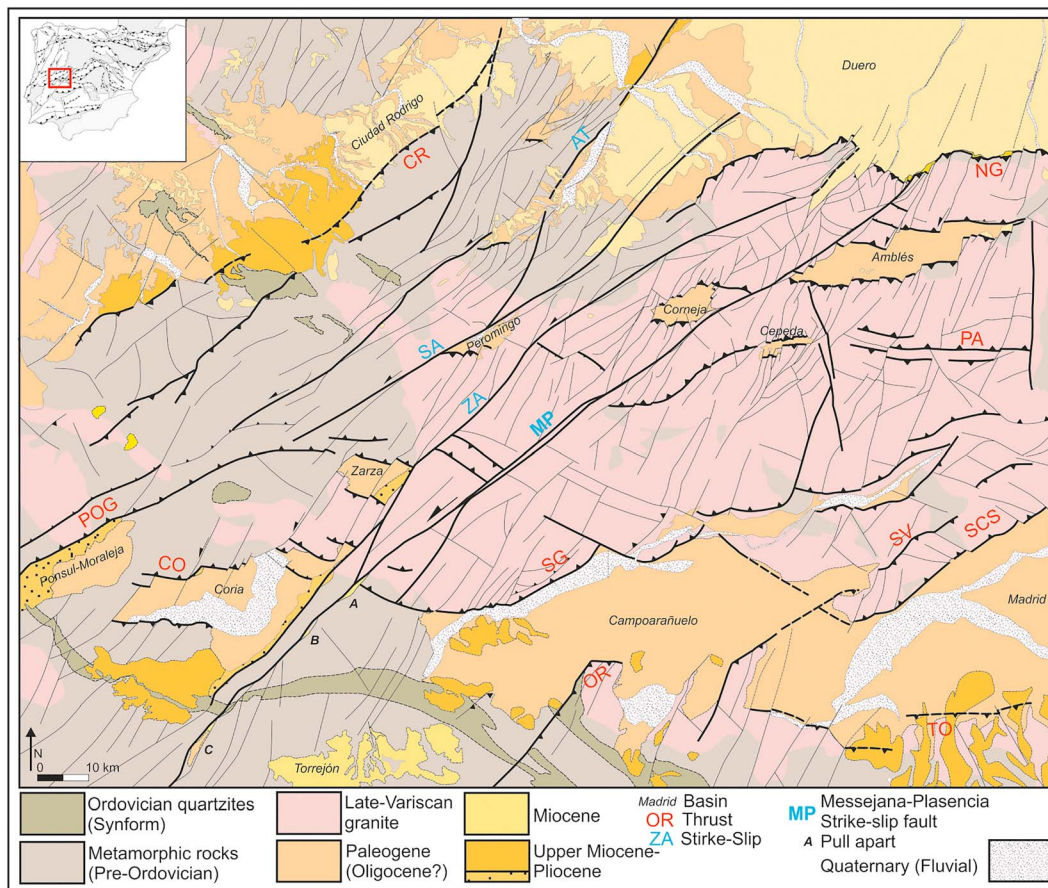 Duero
Ciudad Rodrigo
CR
AT
NG
Amblés
Corneja
Cepeda
PA
SA
Peromingo
ZA
MP
Zarza
POG
Ponsul-Moraleja
CO
Coria
SG
SV
SCS
A
B
C
Campoarañuelo
Madrid
OR
TO
Torrejón
N
0 10 km
Ordovician quartzites
(Synform)
Metamorphic rocks
(Pre-Ordovician)
Late-Variscan
granite
Paleogene
(Oligocene?)
Miocene
Upper Miocene-
Pliocene
Madrid Basin
OR Thrust
ZA Stirke-Slip
MP Messejana-Plasencia
Strike-slip fault
A Pull apart
Quaternary (Fluvial)